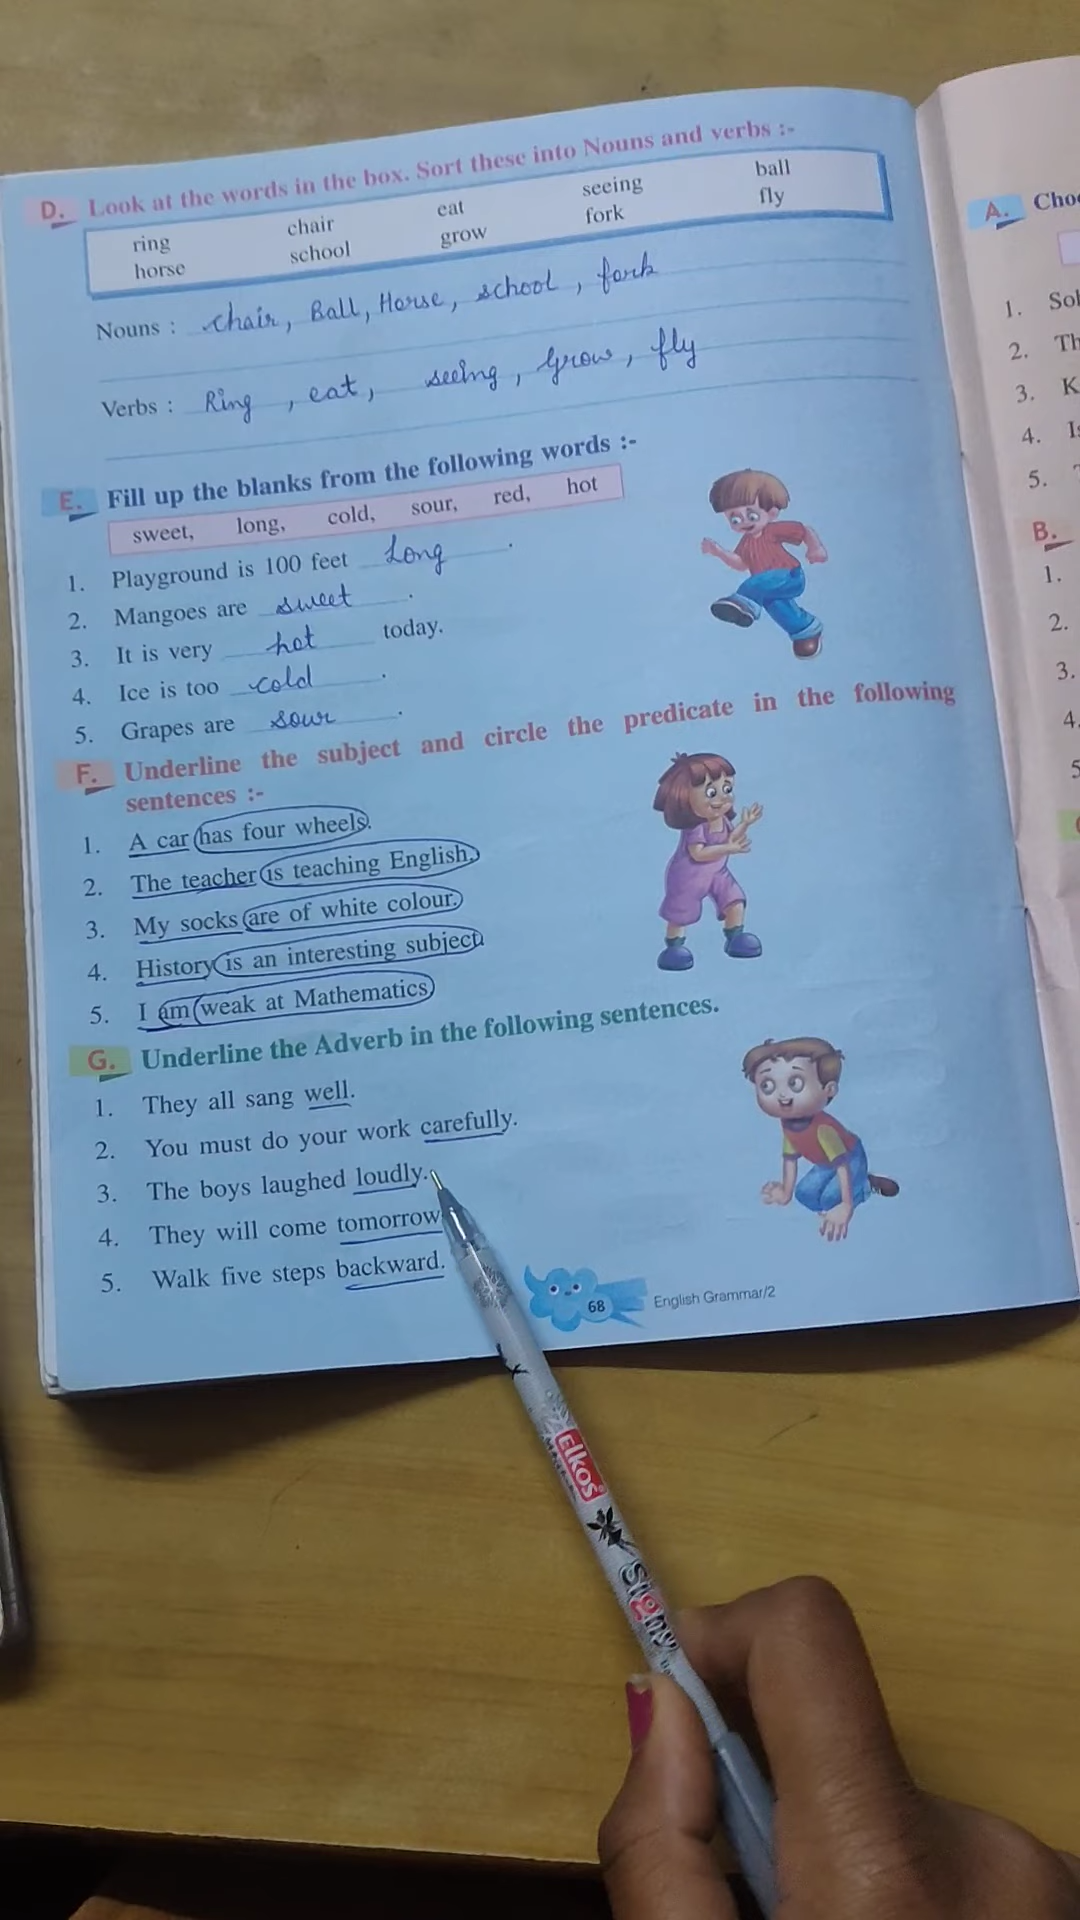 D. Look at the words in the box. Sort these into Nouns and verbs :-
ring chair eat seeing ball
horse school grow fork fly
Nouns : chair, Ball, Horse, school, fork
Verbs : Ring, eat, seeing, Grow, fly
E. Fill up the blanks from the following words :-
sweet, long, cold, sour, red, hot
1. Playground is 100 feet Long.
2. Mangoes are sweet.
3. It is very hot today.
4. Ice is too cold.
5. Grapes are sour.
F. Underline the subject and circle the predicate in the following
sentences :-
1. A car has four wheels.
2. The teacher is teaching English.
3. My socks are of white colour.
4. History is an interesting subject.
5. I am weak at Mathematics.
G. Underline the Adverb in the following sentences.
1. They all sang well.
2. You must do your work carefully.
3. The boys laughed loudly.
4. They will come tomorrow
5. Walk five steps backward.
68 English Grammar/2
A.
1.
2. Th
3. K
4.
5.
B.
1.
2.
3.
4.
5
Elkos
Signy